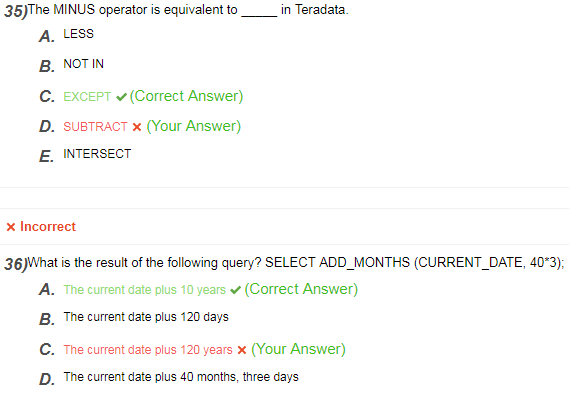 35)The MINUS operator is equivalent to _____ in Teradata.
A. LESS
B. NOT IN
C. EXCEPT ✔ (Correct Answer)
D. SUBTRACT ✖ (Your Answer)
E. INTERSECT
✖ Incorrect
36)What is the result of the following query? SELECT ADD_MONTHS (CURRENT_DATE, 40*3);
A. The current date plus 10 years ✔ (Correct Answer)
B. The current date plus 120 days
C. The current date plus 120 years ✖ (Your Answer)
D. The current date plus 40 months, three days